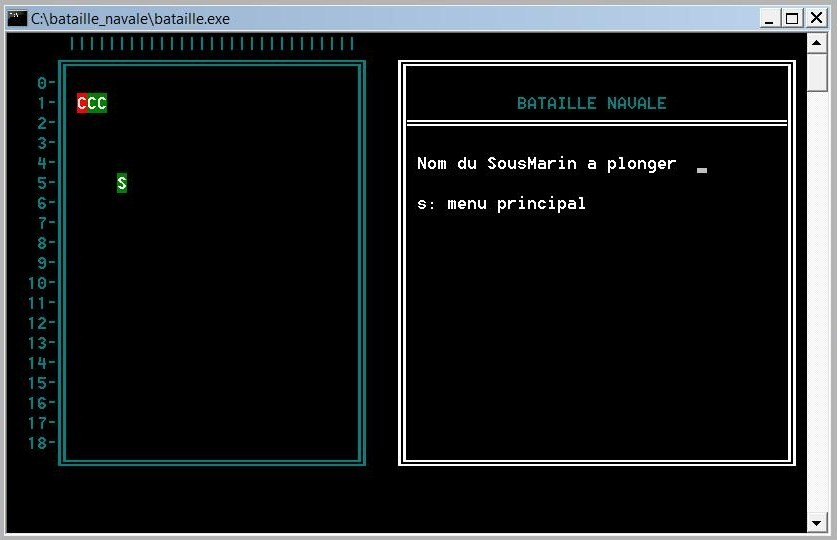 C:\bataille_navale\bataille.exe
| | | | | | | | | | | | | | | | | | | | | | | | | | | | |
0-
1- CCC
2-
3-
4-
5- S
6-
7-
8-
9-
10-
11-
12-
13-
14-
15-
16-
17-
18-
BATAILLE NAVALE
Nom du SousMarin a plonger _
s: menu principal